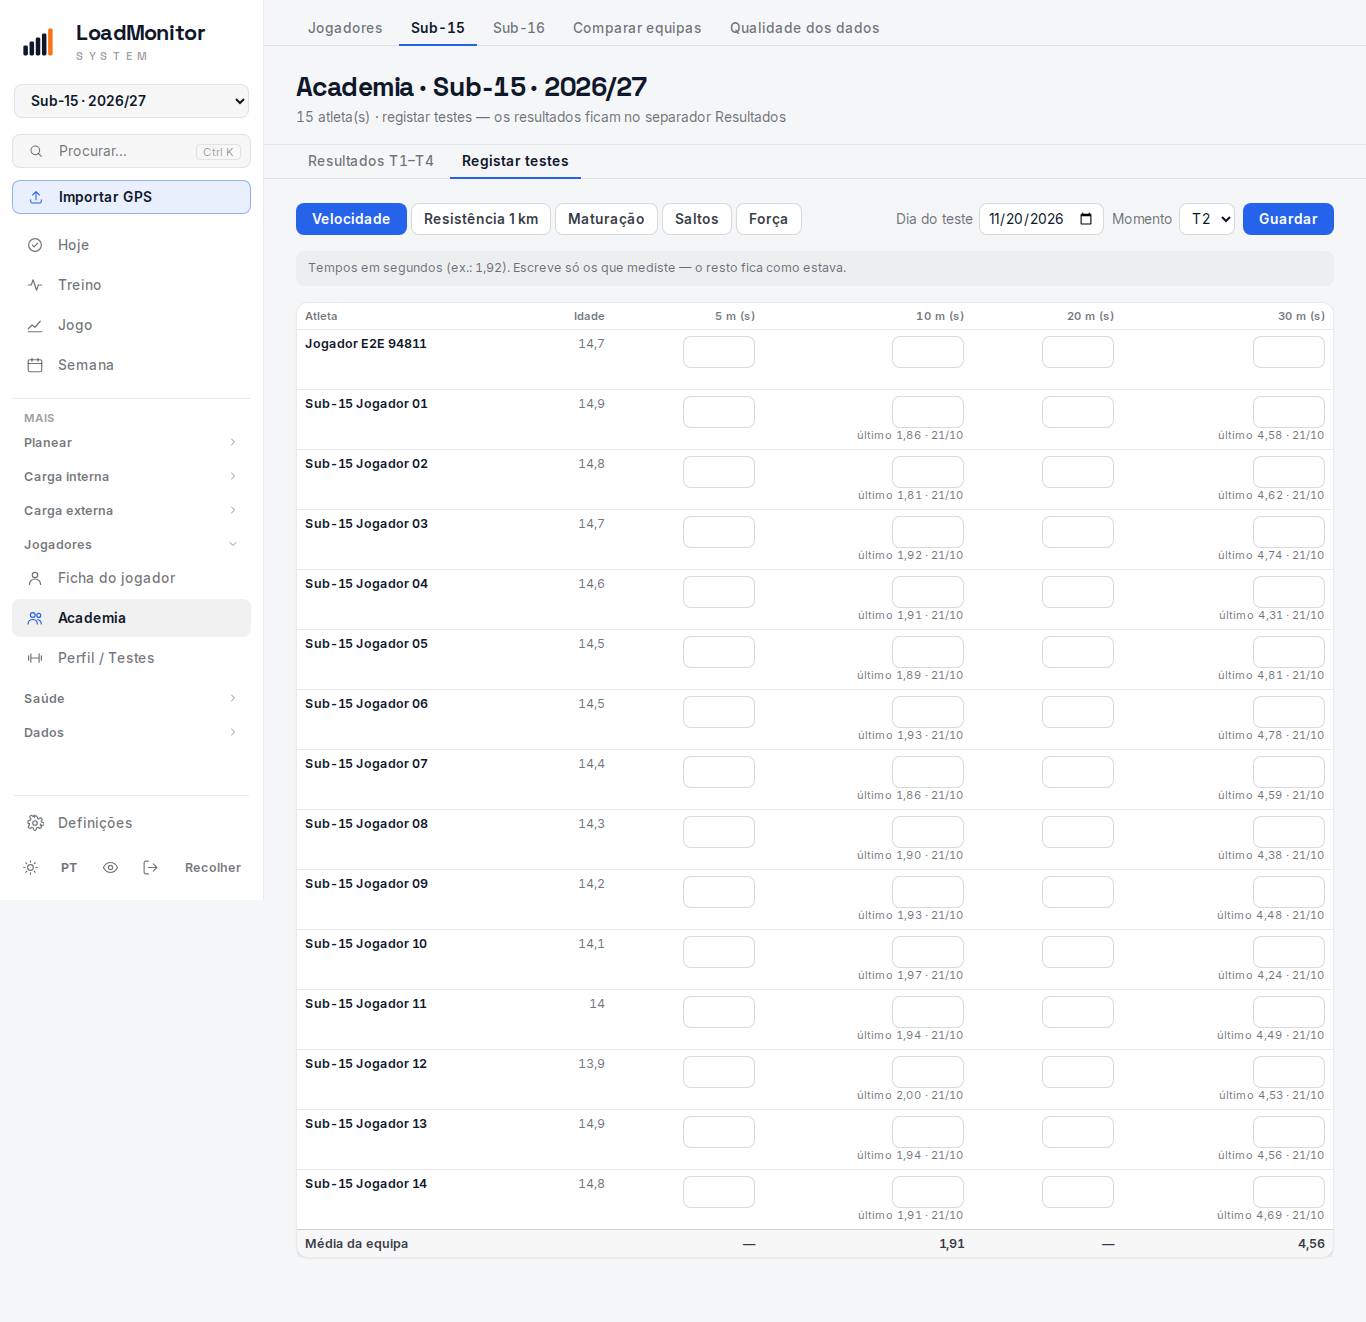 LoadMonitor
SYSTEM
Sub-15 · 2026/27
Procurar... Ctrl K
Importar GPS
Hoje
Treino
Jogo
Semana
MAIS
Planear
Carga interna
Carga externa
Jogadores
Ficha do jogador
Academia
Perfil / Testes
Saúde
Dados
Definições
PT Recolher
Jogadores Sub-15 Sub-16 Comparar equipas Qualidade dos dados
Academia · Sub-15 · 2026/27
15 atleta(s) · registar testes — os resultados ficam no separador Resultados
Resultados T1–T4 Registar testes
Velocidade Resistência 1 km Maturação Saltos Força Dia do teste 11/20/2026 Momento T2 Guardar
Tempos em segundos (ex.: 1,92). Escreve só os que mediste — o resto fica como estava.
Atleta Idade 5 m (s) 10 m (s) 20 m (s) 30 m (s)
Jogador E2E 94811 14,7
Sub-15 Jogador 01 14,9
último 1,86 · 21/10 último 4,58 · 21/10
Sub-15 Jogador 02 14,8
último 1,81 · 21/10 último 4,62 · 21/10
Sub-15 Jogador 03 14,7
último 1,92 · 21/10 último 4,74 · 21/10
Sub-15 Jogador 04 14,6
último 1,91 · 21/10 último 4,31 · 21/10
Sub-15 Jogador 05 14,5
último 1,89 · 21/10 último 4,81 · 21/10
Sub-15 Jogador 06 14,5
último 1,93 · 21/10 último 4,78 · 21/10
Sub-15 Jogador 07 14,4
último 1,86 · 21/10 último 4,59 · 21/10
Sub-15 Jogador 08 14,3
último 1,90 · 21/10 último 4,38 · 21/10
Sub-15 Jogador 09 14,2
último 1,93 · 21/10 último 4,48 · 21/10
Sub-15 Jogador 10 14,1
último 1,97 · 21/10 último 4,24 · 21/10
Sub-15 Jogador 11 14
último 1,94 · 21/10 último 4,49 · 21/10
Sub-15 Jogador 12 13,9
último 2,00 · 21/10 último 4,53 · 21/10
Sub-15 Jogador 13 14,9
último 1,94 · 21/10 último 4,56 · 21/10
Sub-15 Jogador 14 14,8
último 1,91 · 21/10 último 4,69 · 21/10
Média da equipa — 1,91 — 4,56